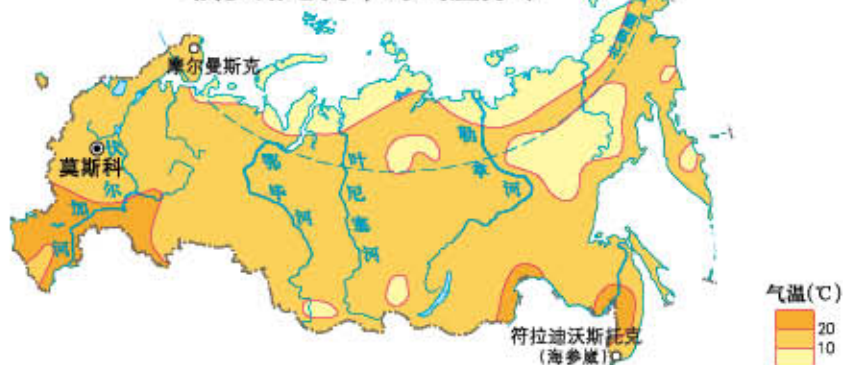 摩尔曼斯克
北极圈
莫斯科
伏尔加河
鄂毕河
叶尼塞河
勒拿河
气温(℃)
20
10
符拉迪沃斯托克
(海参崴)